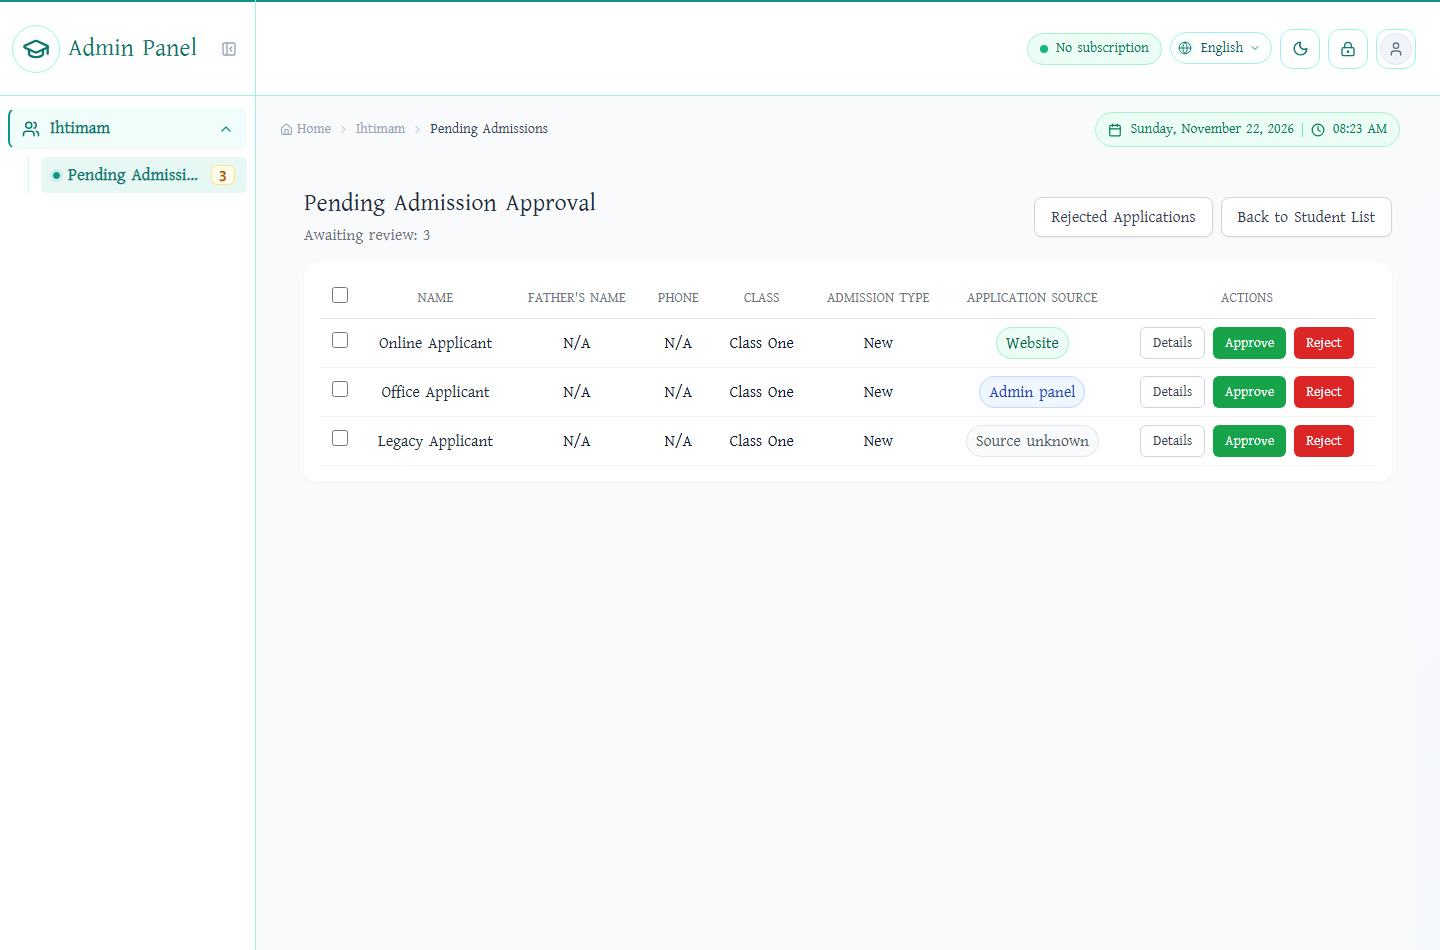 Admin Panel
No subscription
English
Ihtimam
Pending Admissi...
3
Home
Ihtimam
Pending Admissions
Sunday, November 22, 2026 | 08:23 AM
Pending Admission Approval
Awaiting review: 3
Rejected Applications
Back to Student List
NAME FATHER'S NAME PHONE CLASS ADMISSION TYPE APPLICATION SOURCE ACTIONS
Online Applicant N/A N/A Class One New Website Details Approve Reject
Office Applicant N/A N/A Class One New Admin panel Details Approve Reject
Legacy Applicant N/A N/A Class One New Source unknown Details Approve Reject